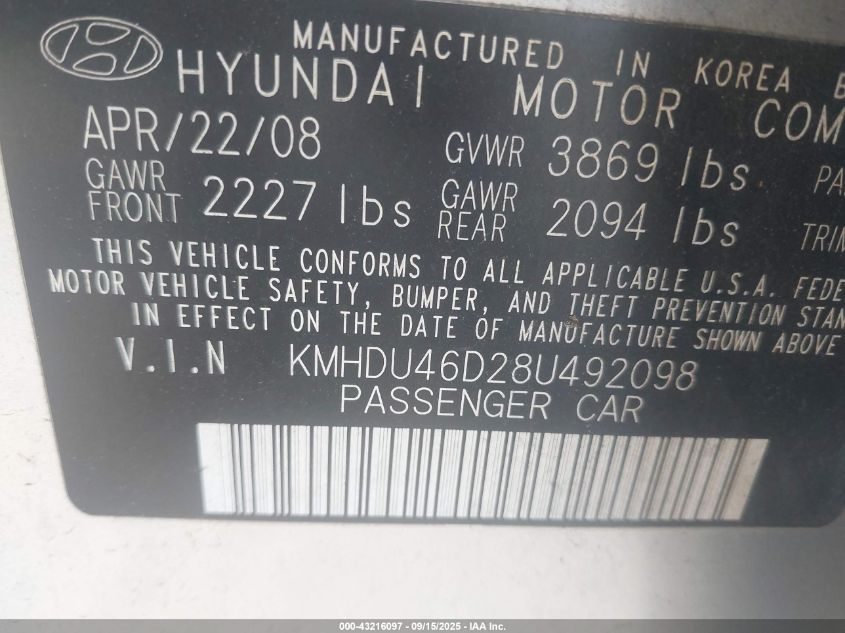 MANUFACTURED IN KOREA
HYUNDAI MOTOR
APR/22/08 GVWR 3869 lbs
GAWR FRONT 2227 lbs GAWR REAR 2094 lbs
THIS VEHICLE CONFORMS TO ALL APPLICABLE U.S.A.
MOTOR VEHICLE SAFETY, BUMPER, AND THEFT PREVENTION
IN EFFECT ON THE DATE OF MANUFACTURE SHOWN ABOVE
V.I.N KMHDU46D28U492098
PASSENGER CAR
000-43216097 - 09/15/2025 - IAA Inc.